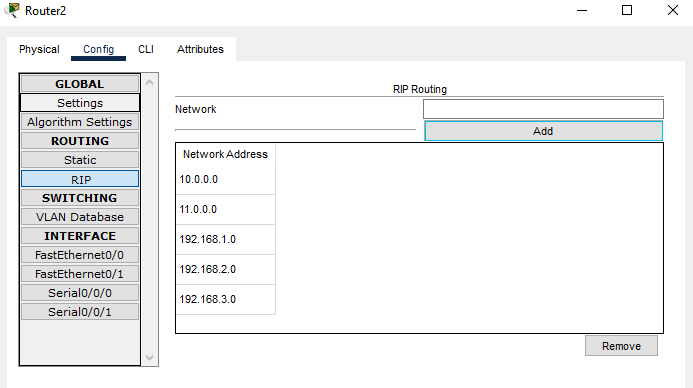 Router2
Physical
Config
CLI
Attributes
GLOBAL
Settings
Algorithm Settings
ROUTING
Static
RIP
SWITCHING
VLAN Database
INTERFACE
FastEthernet0/0
FastEthernet0/1
Serial0/0/0
Serial0/0/1
RIP Routing
Network
Add
Network Address
10.0.0.0
11.0.0.0
192.168.1.0
192.168.2.0
192.168.3.0
Remove